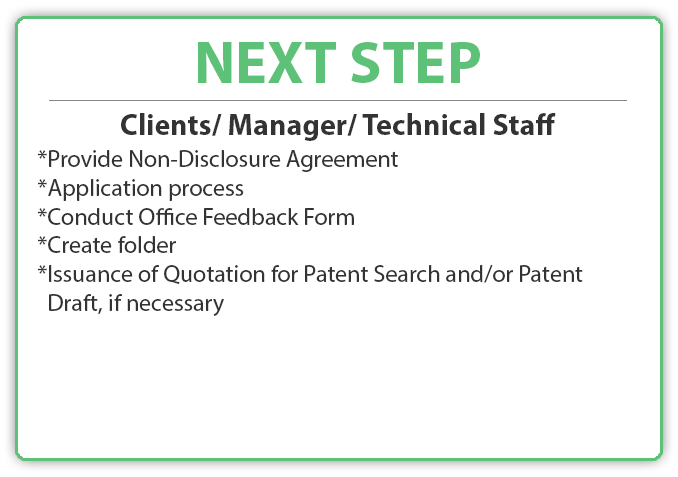 NEXT STEP
Clients/ Manager/ Technical Staff
*Provide Non-Disclosure Agreement
*Application process
*Conduct Office Feedback Form
*Create folder
*Issuance of Quotation for Patent Search and/or Patent
Draft, if necessary